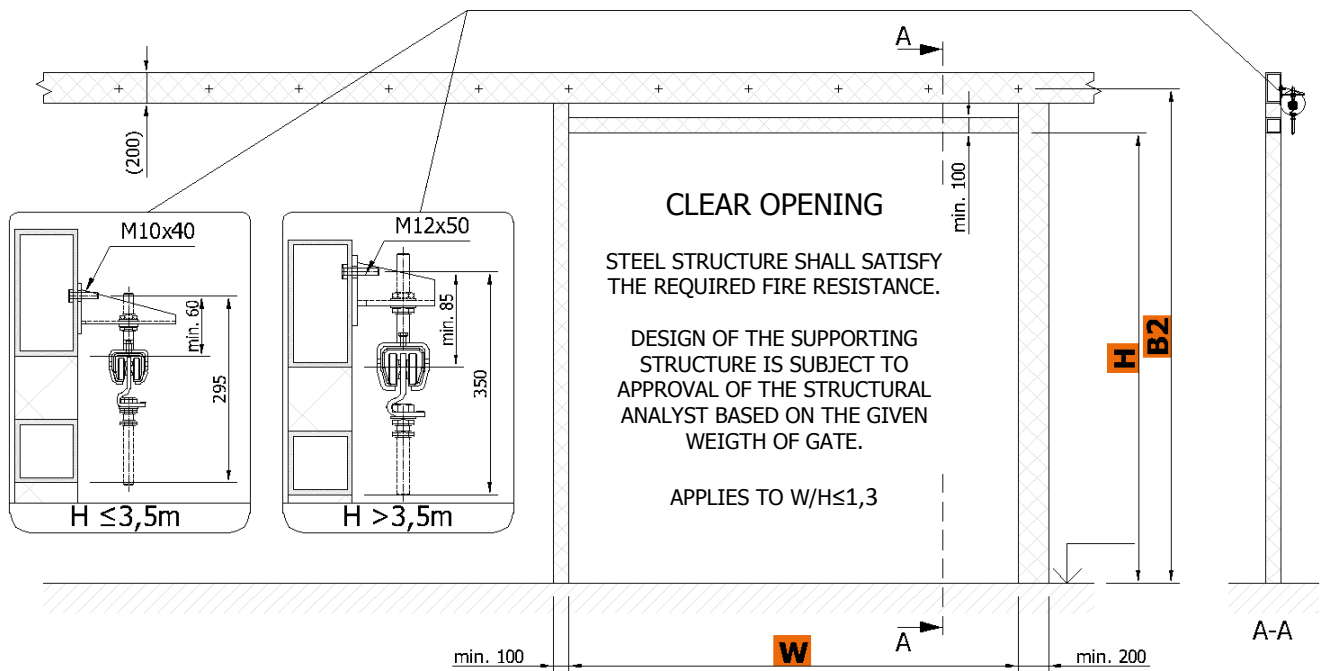 A
(200)
min. 100
CLEAR OPENING
STEEL STRUCTURE SHALL SATISFY
THE REQUIRED FIRE RESISTANCE.
DESIGN OF THE SUPPORTING
STRUCTURE IS SUBJECT TO
APPROVAL OF THE STRUCTURAL
ANALYST BASED ON THE GIVEN
WEIGTH OF GATE.
APPLIES TO W/H≤1,3
M10x40
min. 60
295
H ≤3,5m
M12x50
min. 85
350
H >3,5m
H
B2
A
A-A
min. 100
W
min. 200